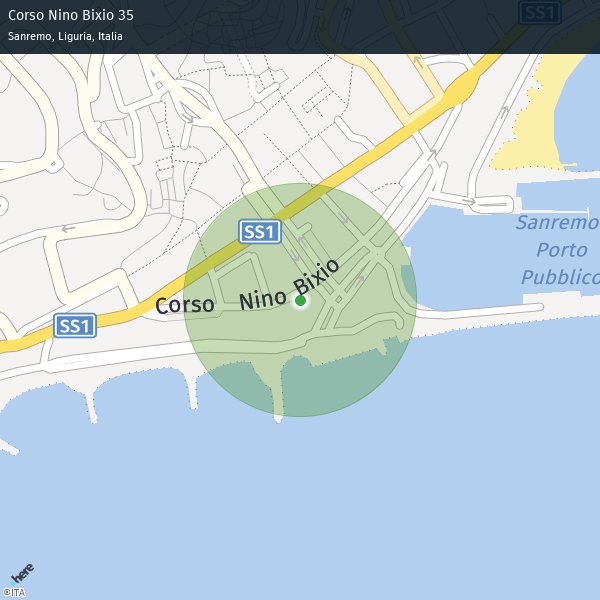 Corso Nino Bixio 35
Sanremo, Liguria, Italia
SS1
Sanremo
Porto
Pubblico
SS1
Corso Nino Bixio
SS1
here
©ITA